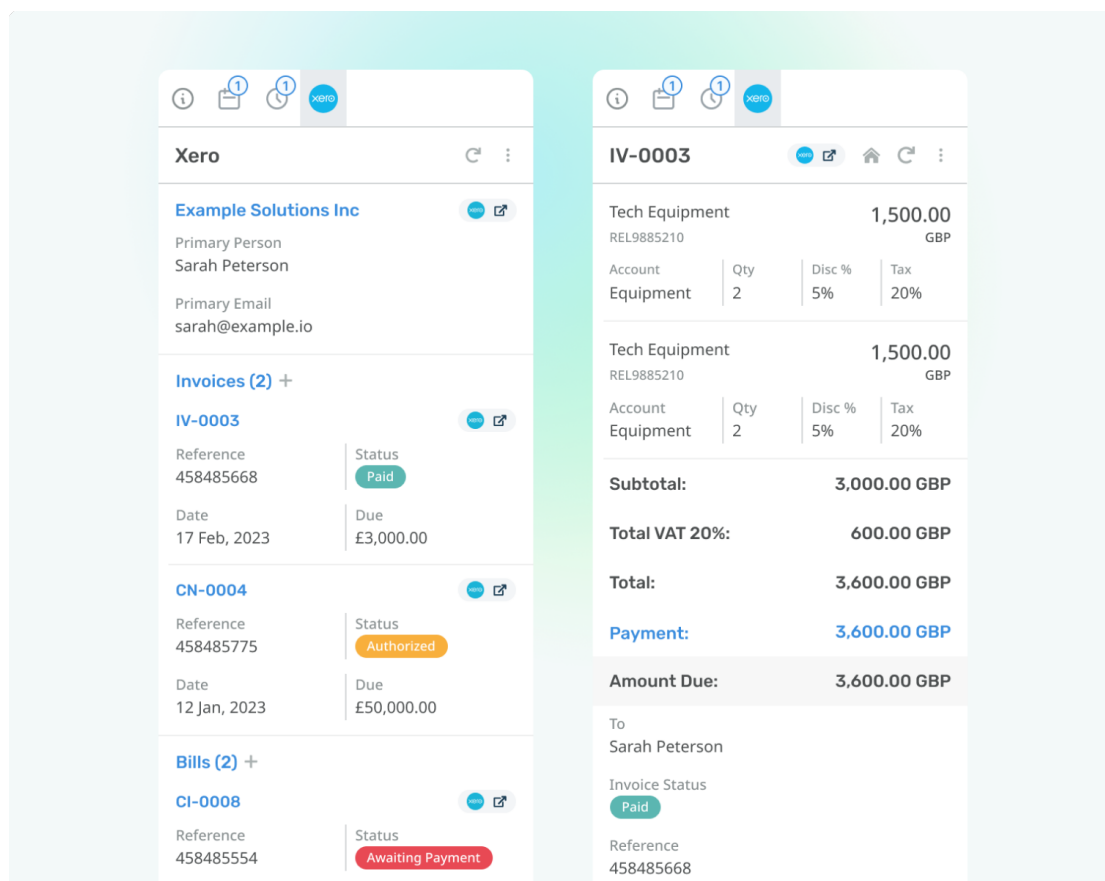 1
1
xero
Xero
Example Solutions Inc
xero
Primary Person
Sarah Peterson
Primary Email
sarah@example.io
Invoices (2) +
IV-0003
xero
Reference
Status
458485668
Paid
Date
Due
17 Feb, 2023
£3,000.00
CN-0004
xero
Reference
Status
458485775
Authorized
Date
Due
12 Jan, 2023
£50,000.00
Bills (2) +
CI-0008
xero
Reference
Status
458485554
Awaiting Payment
1
1
xero
IV-0003
xero
Tech Equipment
1,500.00
REL9885210
GBP
Account
Qty
Disc %
Tax
Equipment
2
5%
20%
Tech Equipment
1,500.00
REL9885210
GBP
Account
Qty
Disc %
Tax
Equipment
2
5%
20%
Subtotal: 3,000.00 GBP
Total VAT 20%: 600.00 GBP
Total: 3,600.00 GBP
Payment: 3,600.00 GBP
Amount Due: 3,600.00 GBP
To
Sarah Peterson
Invoice Status
Paid
Reference
458485668